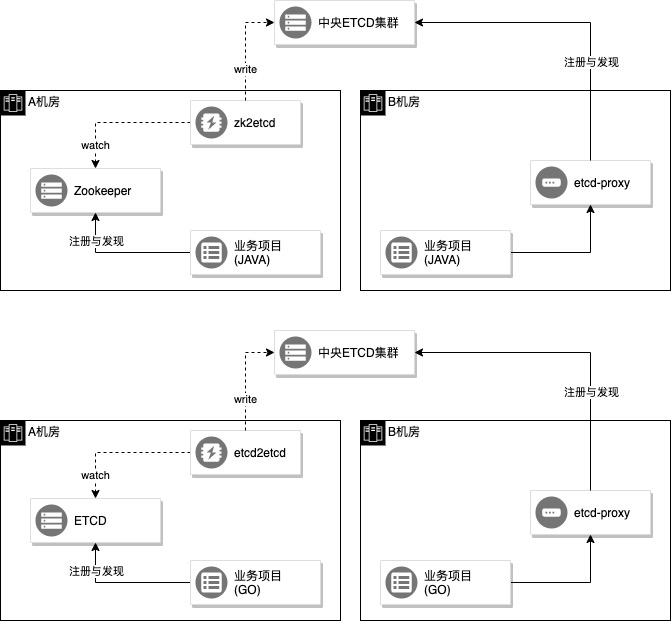 中央ETCD集群
write
注册与发现
A机房
B机房
zk2etcd
watch
Zookeeper
etcd-proxy
注册与发现
业务项目
(JAVA)
业务项目
(JAVA)
中央ETCD集群
write
注册与发现
A机房
B机房
etcd2etcd
watch
ETCD
etcd-proxy
注册与发现
业务项目
(GO)
业务项目
(GO)